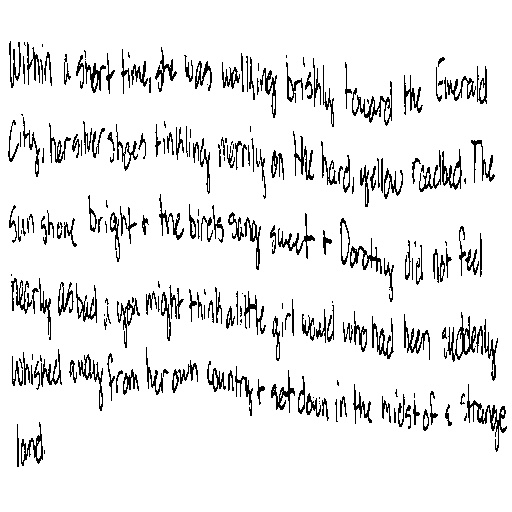 Within a short time, she was walking briskly toward the Emerald
City, her silver shoes tinkling merrily on the hard, yellow roadbed. The
sun shone bright + the birds sang sweet + Dorothy did not feel
nearly as bad a you might think a little girl would who had been suddenly
whisked away from her own country + set down in the midst of a strange
land.